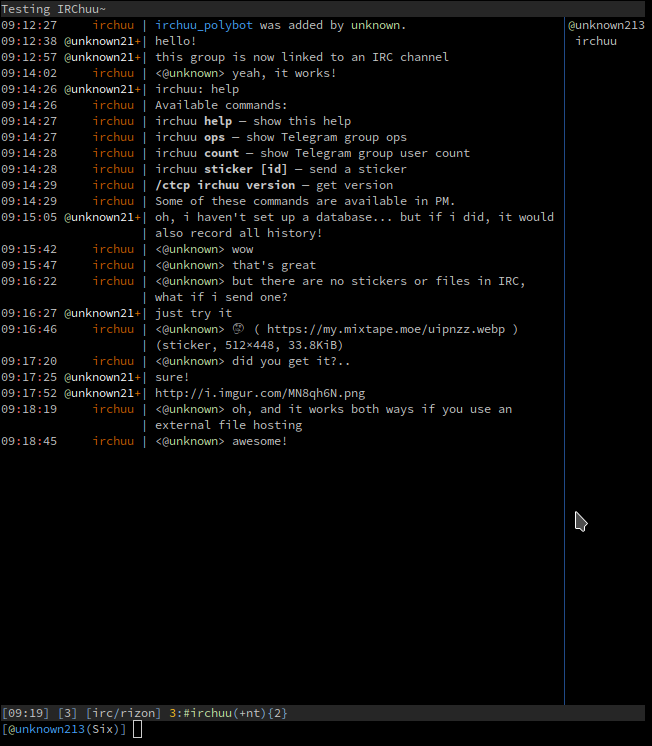 Testing IRChuu~
09:12:27 irchuu | irchuu_polybot was added by unknown.
@unknown213
09:12:38 @unknown21+| hello!
irchuu
09:12:57 @unknown21+| this group is now linked to an IRC channel
09:14:02 irchuu | <@unknown> yeah, it works!
09:14:26 @unknown21+| irchuu: help
09:14:26 irchuu | Available commands:
09:14:27 irchuu | irchuu help — show this help
09:14:27 irchuu | irchuu ops — show Telegram group ops
09:14:28 irchuu | irchuu count — show Telegram group user count
09:14:28 irchuu | irchuu sticker [id] — send a sticker
09:14:29 irchuu | /ctcp irchuu version — get version
09:14:29 irchuu | Some of these commands are available in PM.
09:15:05 @unknown21+| oh, i haven't set up a database... but if i did, it would
| also record all history!
09:15:42 irchuu | <@unknown> wow
09:15:47 irchuu | <@unknown> that's great
09:16:22 irchuu | <@unknown> but there are no stickers or files in IRC,
| what if i send one?
09:16:27 @unknown21+| just try it
09:16:46 irchuu | <@unknown> ( https://my.mixtape.moe/uipnzz.webp )
| (sticker, 512×448, 33.8KiB)
09:17:20 irchuu | <@unknown> did you get it?..
09:17:25 @unknown21+| sure!
09:17:52 @unknown21+| http://i.imgur.com/MN8qh6N.png
09:18:19 irchuu | <@unknown> oh, and it works both ways if you use an
| external file hosting
09:18:45 irchuu | <@unknown> awesome!
[09:19] [3] [irc/rizon] 3:#irchuu(+nt){2}
[@unknown213(Six)]